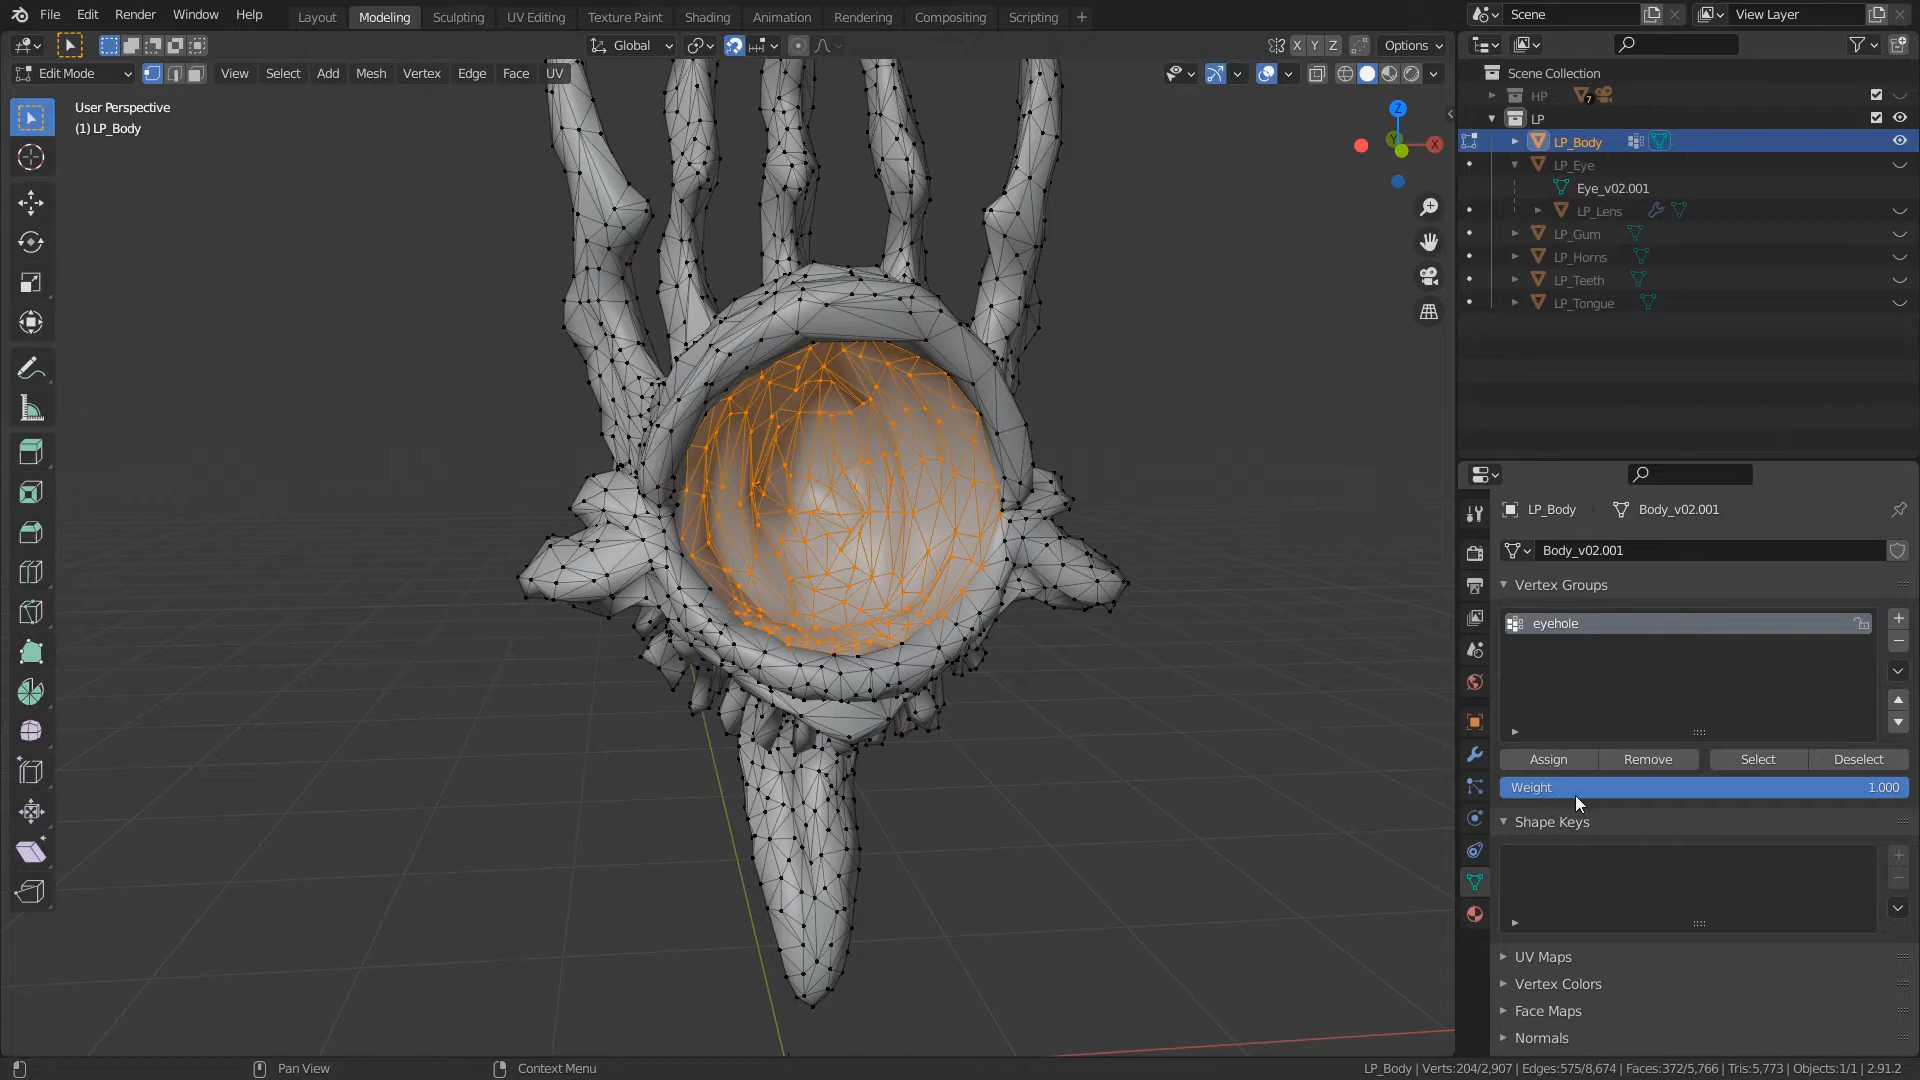 File Edit Render Window Help
Layout Modeling Sculpting UV Editing Texture Paint Shading Animation Rendering Compositing Scripting
Scene
View Layer
Global
X Y Z
Options
Edit Mode
View Select Add Mesh Vertex Edge Face UV
User Perspective
(1) LP_Body
Z
Y
X
Scene Collection
HP
7
LP
LP_Body
LP_Eye
Eye_v02.001
LP_Lens
LP_Gum
LP_Horns
LP_Teeth
LP_Tongue
LP_Body
Body_v02.001
Body_v02.001
Vertex Groups
eyehole
Assign Remove Select Deselect
Weight 1.000
Shape Keys
UV Maps
Vertex Colors
Face Maps
Normals
Pan View
Context Menu
LP_Body | Verts:204/2,907 | Edges:575/8,674 | Faces:372/5,766 | Tris:5,773 | Objects:1/1 | 2.91.2